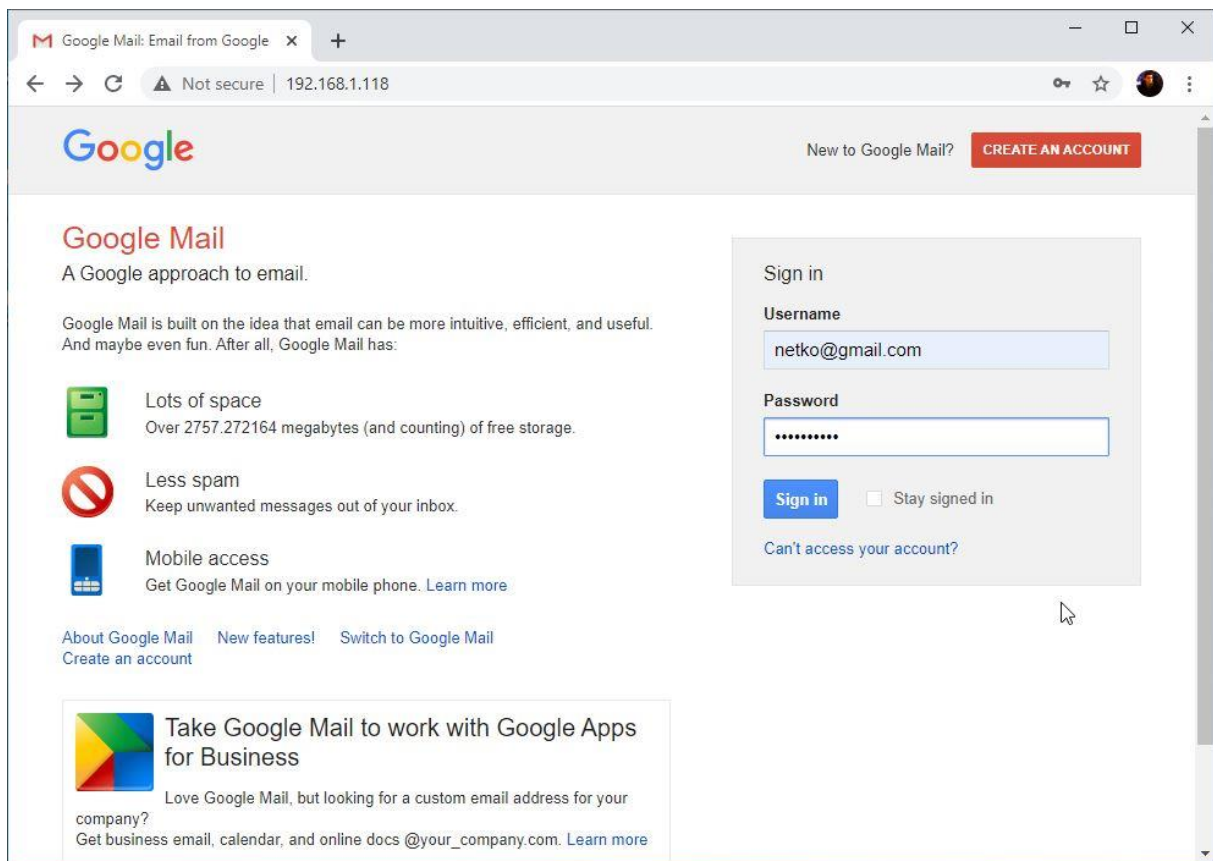 Google Mail: Email from Google
Not secure | 192.168.1.118
Google
New to Google Mail?
CREATE AN ACCOUNT
Google Mail
A Google approach to email.
Google Mail is built on the idea that email can be more intuitive, efficient, and useful.
And maybe even fun. After all, Google Mail has:
Lots of space
Over 2757.272164 megabytes (and counting) of free storage.
Less spam
Keep unwanted messages out of your inbox.
Mobile access
Get Google Mail on your mobile phone. Learn more
About Google Mail New features! Switch to Google Mail
Create an account
Take Google Mail to work with Google Apps
for Business
Love Google Mail, but looking for a custom email address for your
company?
Get business email, calendar, and online docs @your_company.com. Learn more
Sign in
Username
netko@gmail.com
Password
••••••••••
Sign in
Stay signed in
Can't access your account?